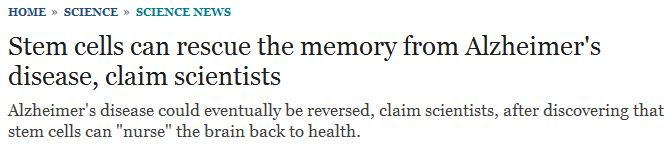 HOME » SCIENCE » SCIENCE NEWS
Stem cells can rescue the memory from Alzheimer's
disease, claim scientists
Alzheimer's disease could eventually be reversed, claim scientists, after discovering that
stem cells can "nurse" the brain back to health.